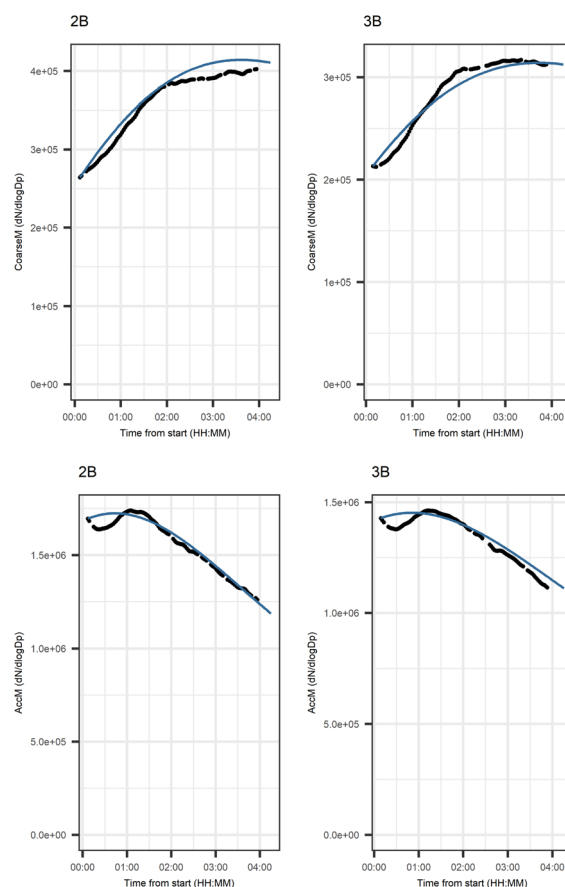 2B
3B
4e+05
3e+05
2e+05
1e+05
0e+00
CoarseM (dN/dlogDp)
00:00 01:00 02:00 03:00 04:00
Time from start (HH:MM)
3e+05
2e+05
1e+05
0e+00
CoarseM (dN/dlogDp)
00:00 01:00 02:00 03:00 04:00
Time from start (HH:MM)
2B
3B
1.5e+06
1.0e+06
5.0e+05
0.0e+00
AccM (dN/dlogDp)
00:00 01:00 02:00 03:00 04:00
Time from start (HH:MM)
1.5e+06
1.0e+06
5.0e+05
0.0e+00
AccM (dN/dlogDp)
00:00 01:00 02:00 03:00 04:00
Time from start (HH:MM)